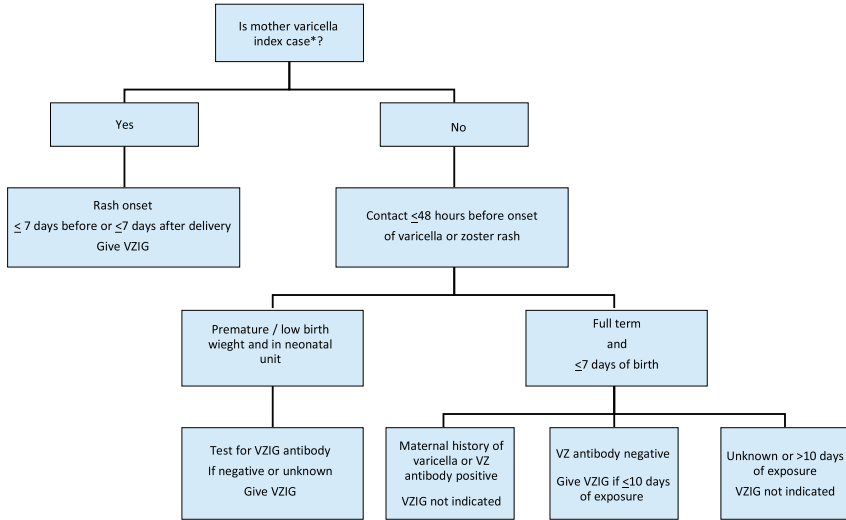 Is mother varicella
index case*?
Yes
No
Rash onset
≤ 7 days before or ≤7 days after delivery
Give VZIG
Contact ≤48 hours before onset
of varicella or zoster rash
Premature / low birth
wieght and in neonatal
unit
Full term
and
≤7 days of birth
Test for VZIG antibody
If negative or unknown
Give VZIG
Maternal history of
varicella or VZ
antibody positive
VZIG not indicated
VZ antibody negative
Give VZIG if ≤10 days
of exposure
Unknown or >10 days
of exposure
VZIG not indicated